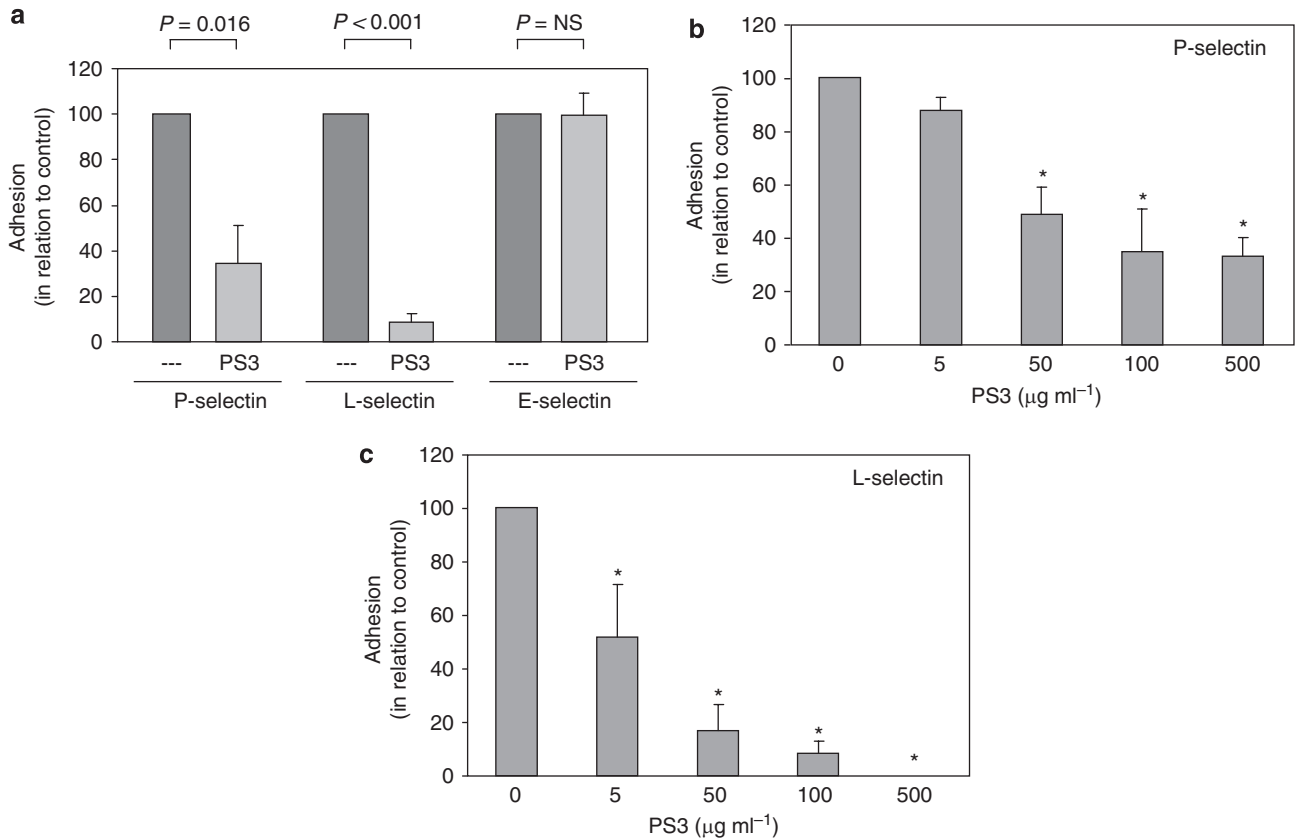 a
P = 0.016
P < 0.001
P = NS
Adhesion
(in relation to control)
120
100
80
60
40
20
0
--- PS3 --- PS3 --- PS3
P-selectin L-selectin E-selectin
b
P-selectin
Adhesion
(in relation to control)
120
100
80
60
40
20
0
* * *
0 5 50 100 500
PS3 (μg ml⁻¹)
c
L-selectin
Adhesion
(in relation to control)
120
100
80
60
40
20
0
* * * *
0 5 50 100 500
PS3 (μg ml⁻¹)